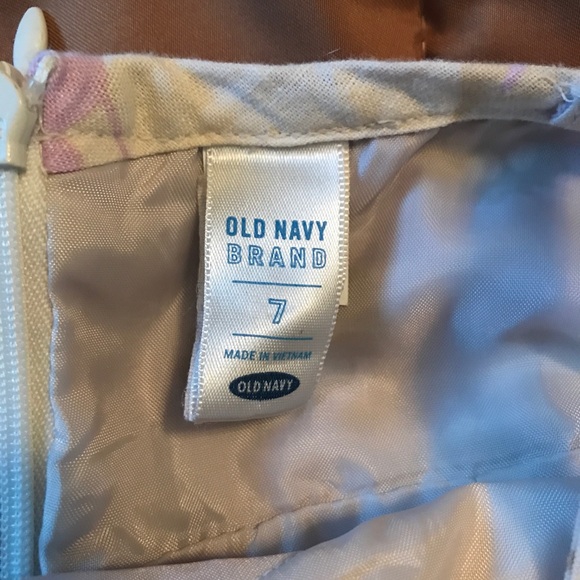 OLD NAVY
BRAND
7
MADE IN VIETNAM
OLD NAVY